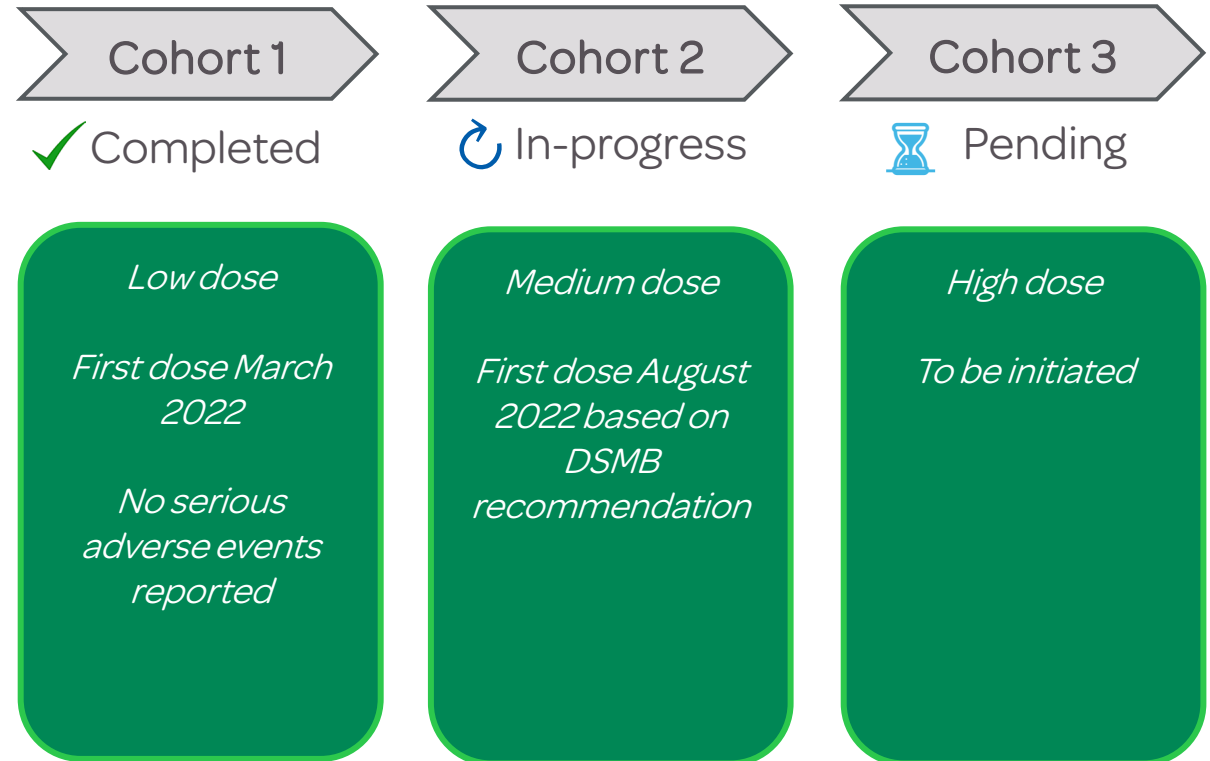 Cohort 1
Cohort 2
Cohort 3
Completed
In-progress
Pending
Low dose
First dose March
2022
No serious
adverse events
reported
Medium dose
First dose August
2022 based on
DSMB
recommendation
High dose
To be initiated